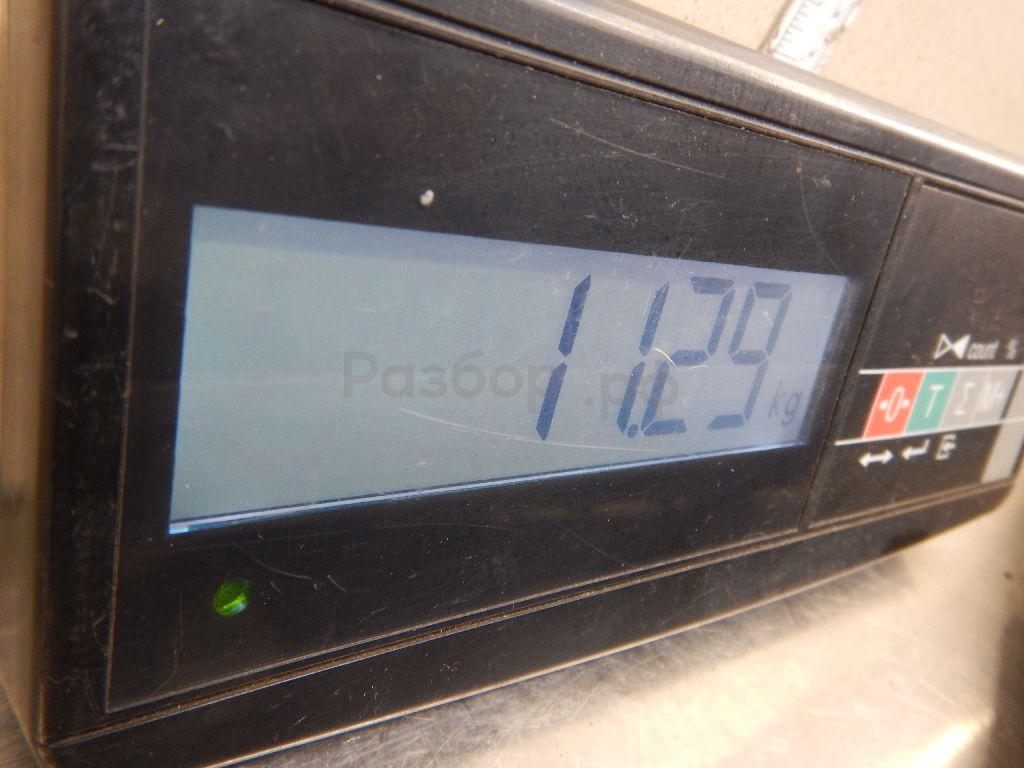 11.29 kg
Разбор.рф
count %
→0← T Σ M+